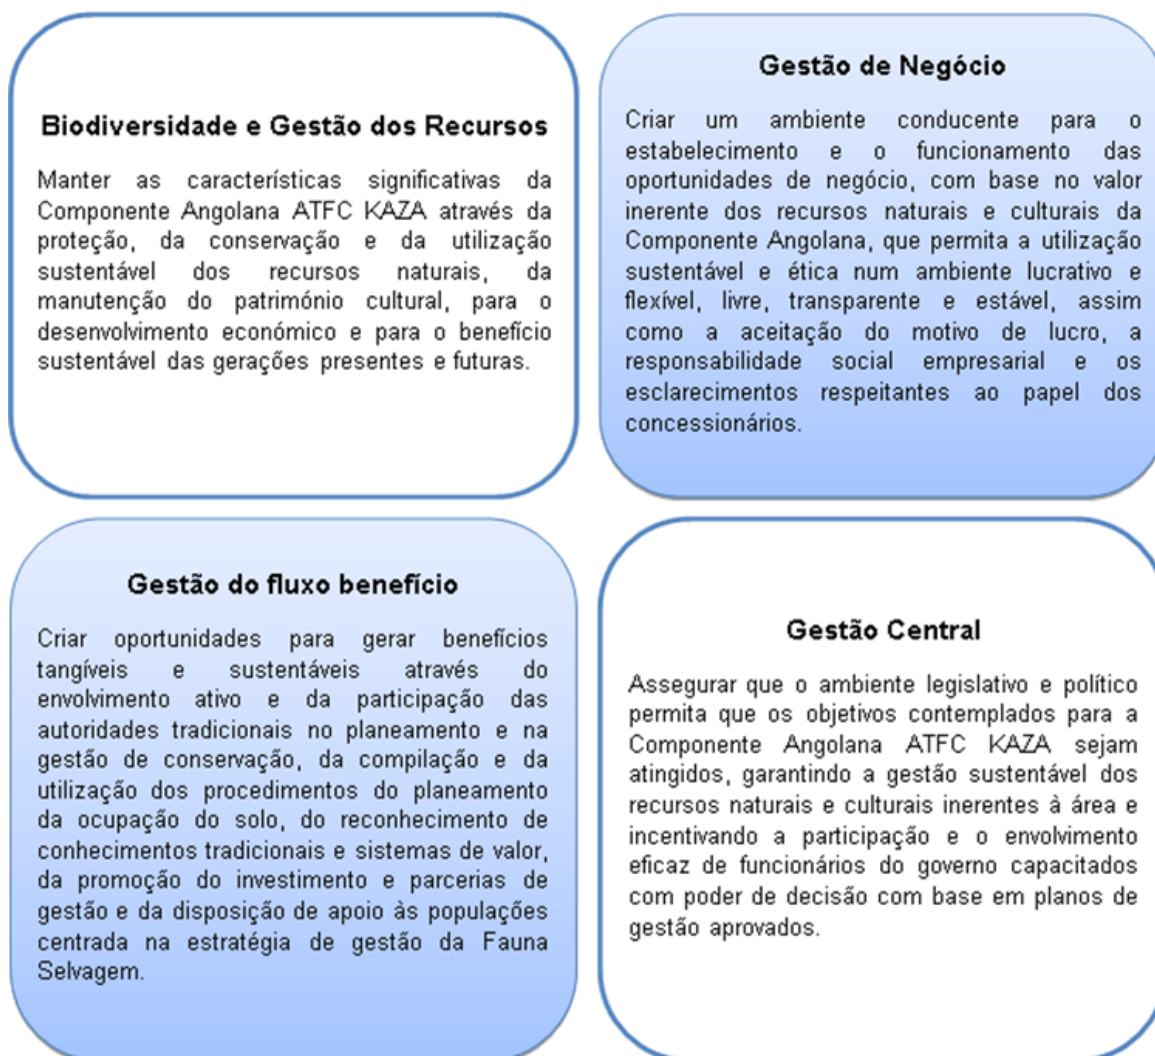 Biodiversidade e Gestão dos Recursos
Manter as características significativas da
Componente Angolana ATFC KAZA através da
proteção, da conservação e da utilização
sustentável dos recursos naturais, da
manutenção do património cultural, para o
desenvolvimento económico e para o benefício
sustentável das gerações presentes e futuras.
Gestão de Negócio
Criar um ambiente conducente para o
estabelecimento e o funcionamento das
oportunidades de negócio, com base no valor
inerente dos recursos naturais e culturais da
Componente Angolana, que permita a utilização
sustentável e ética num ambiente lucrativo e
flexível, livre, transparente e estável, assim
como a aceitação do motivo de lucro, a
responsabilidade social empresarial e os
esclarecimentos respeitantes ao papel dos
concessionários.
Gestão do fluxo benefício
Criar oportunidades para gerar benefícios
tangíveis e sustentáveis através do
envolvimento ativo e da participação das
autoridades tradicionais no planeamento e na
gestão de conservação, da compilação e da
utilização dos procedimentos do planeamento
da ocupação do solo, do reconhecimento de
conhecimentos tradicionais e sistemas de valor,
da promoção do investimento e parcerias de
gestão e da disposição de apoio às populações
centrada na estratégia de gestão da Fauna
Selvagem.
Gestão Central
Assegurar que o ambiente legislativo e político
permita que os objetivos contemplados para a
Componente Angolana ATFC KAZA sejam
atingidos, garantindo a gestão sustentável dos
recursos naturais e culturais inerentes à área e
incentivando a participação e o envolvimento
eficaz de funcionários do governo capacitados
com poder de decisão com base em planos de
gestão aprovados.